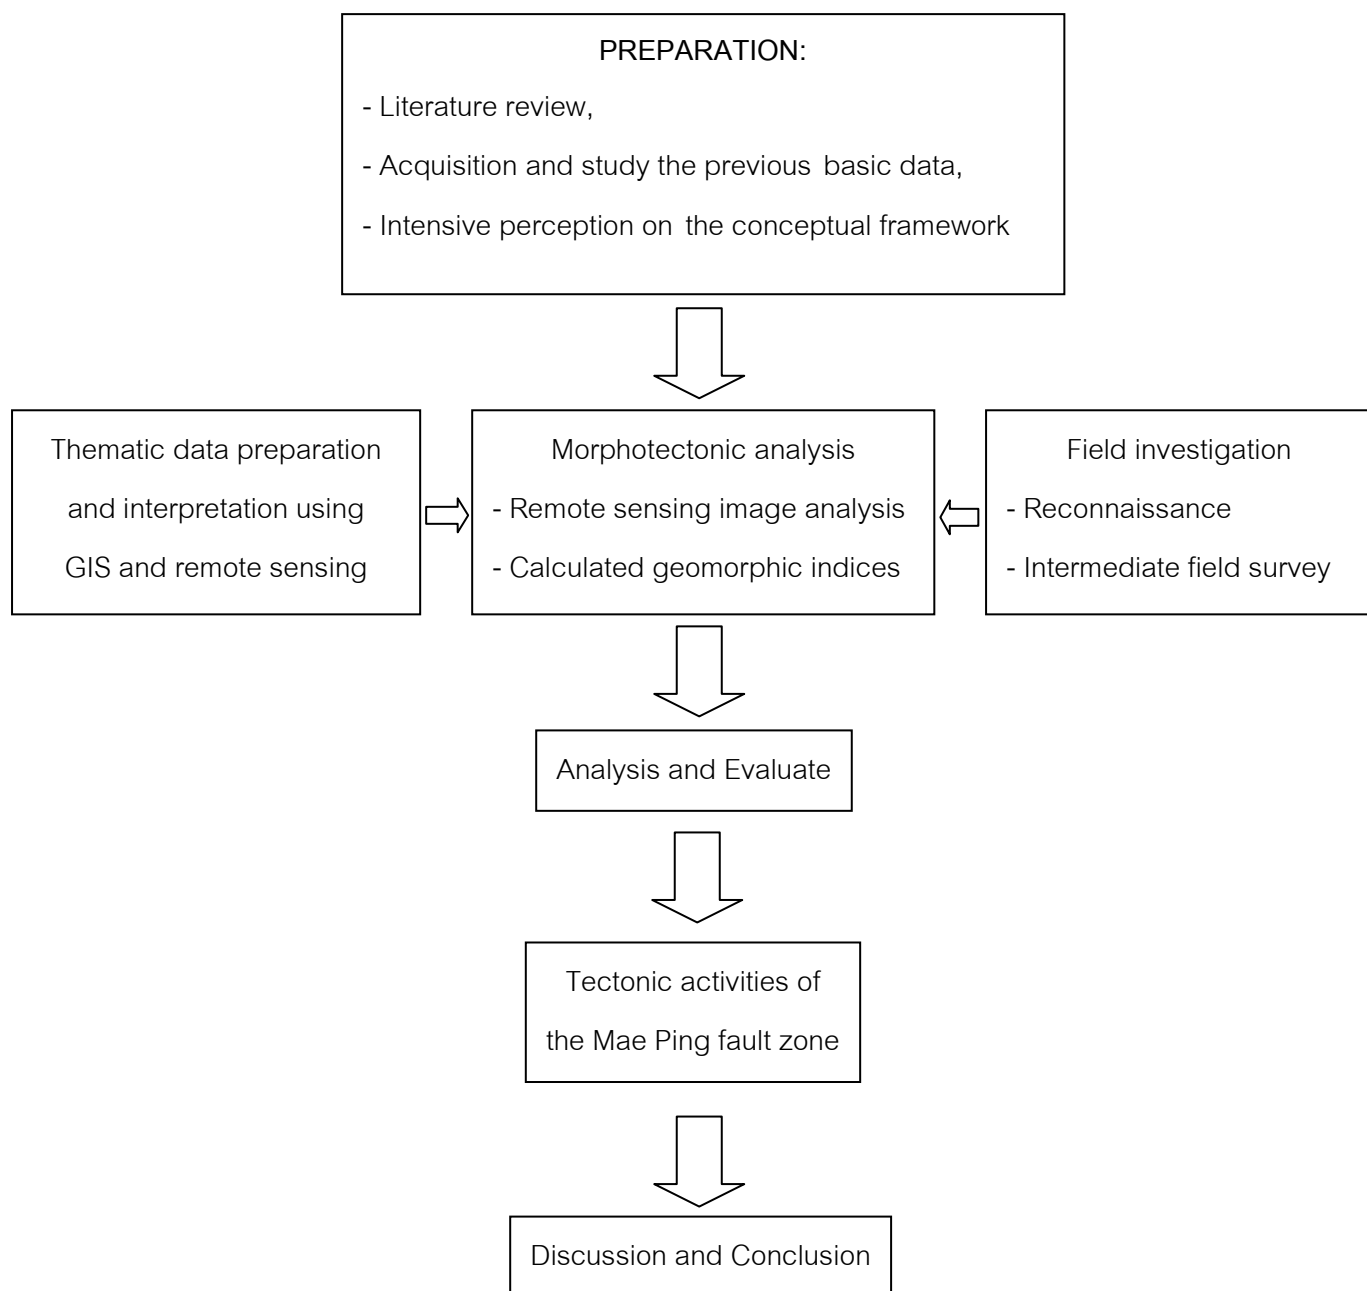 PREPARATION:
- Literature review,
- Acquisition and study the previous basic data,
- Intensive perception on the conceptual framework
Thematic data preparation
and interpretation using
GIS and remote sensing
Morphotectonic analysis
- Remote sensing image analysis
- Calculated geomorphic indices
Field investigation
- Reconnaissance
- Intermediate field survey
Analysis and Evaluate
Tectonic activities of
the Mae Ping fault zone
Discussion and Conclusion